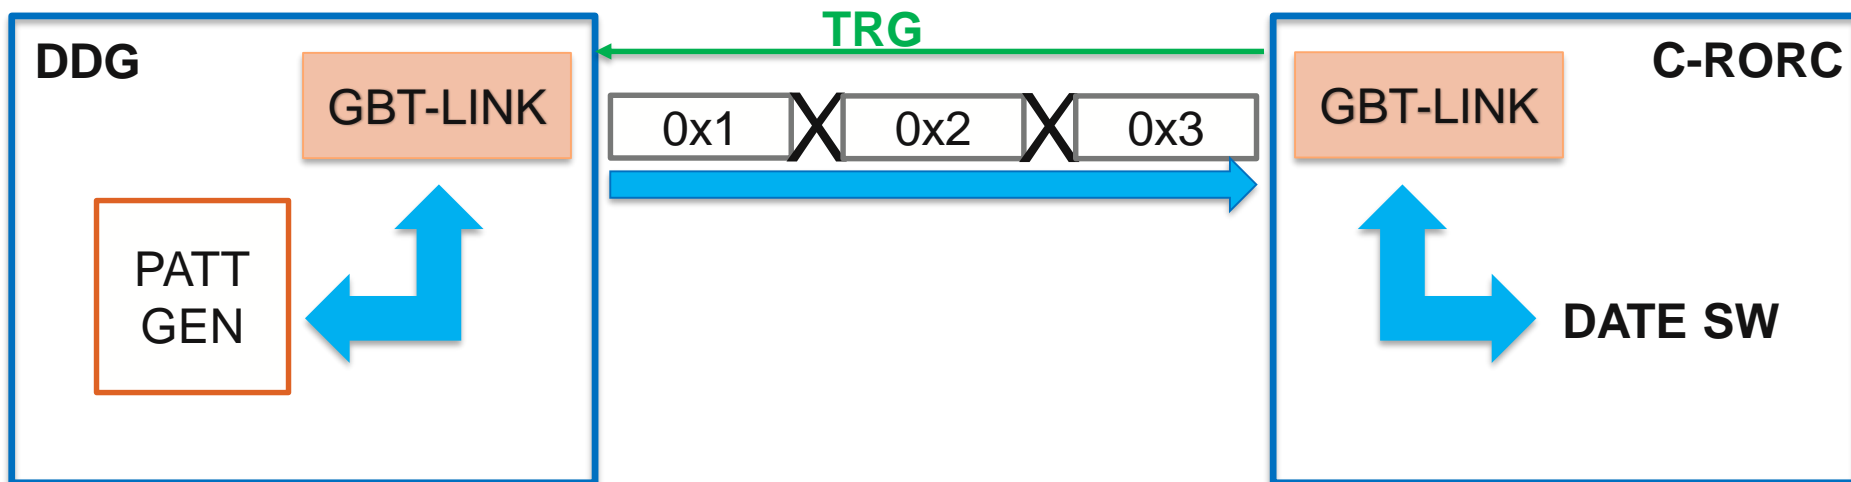 TRG
DDG
C-RORC
GBT-LINK
0x1
0x2
0x3
GBT-LINK
PATT
GEN
DATE SW